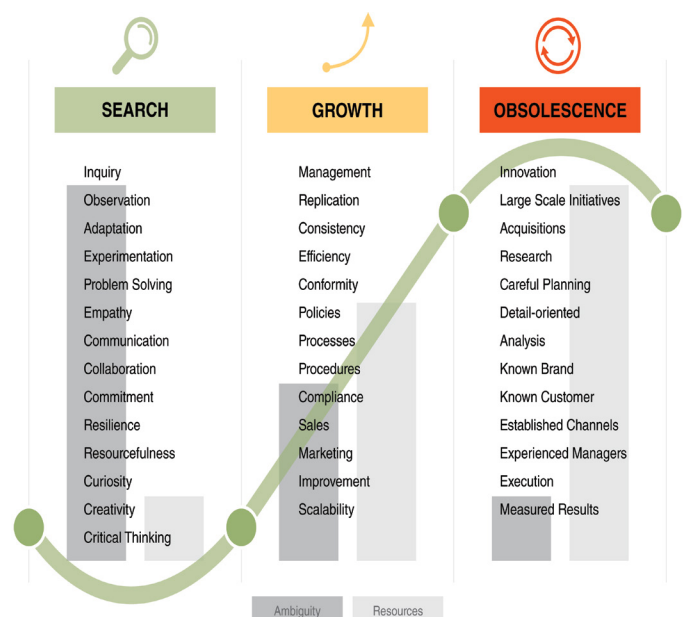 SEARCH
Inquiry
Observation
Adaptation
Experimentation
Problem Solving
Empathy
Communication
Collaboration
Commitment
Resilience
Resourcefulness
Curiosity
Creativity
Critical Thinking
GROWTH
Management
Replication
Consistency
Efficiency
Conformity
Policies
Processes
Procedures
Compliance
Sales
Marketing
Improvement
Scalability
OBSOLESCENCE
Innovation
Large Scale Initiatives
Acquisitions
Research
Careful Planning
Detail-oriented
Analysis
Known Brand
Known Customer
Established Channels
Experienced Managers
Execution
Measured Results
Ambiguity
Resources